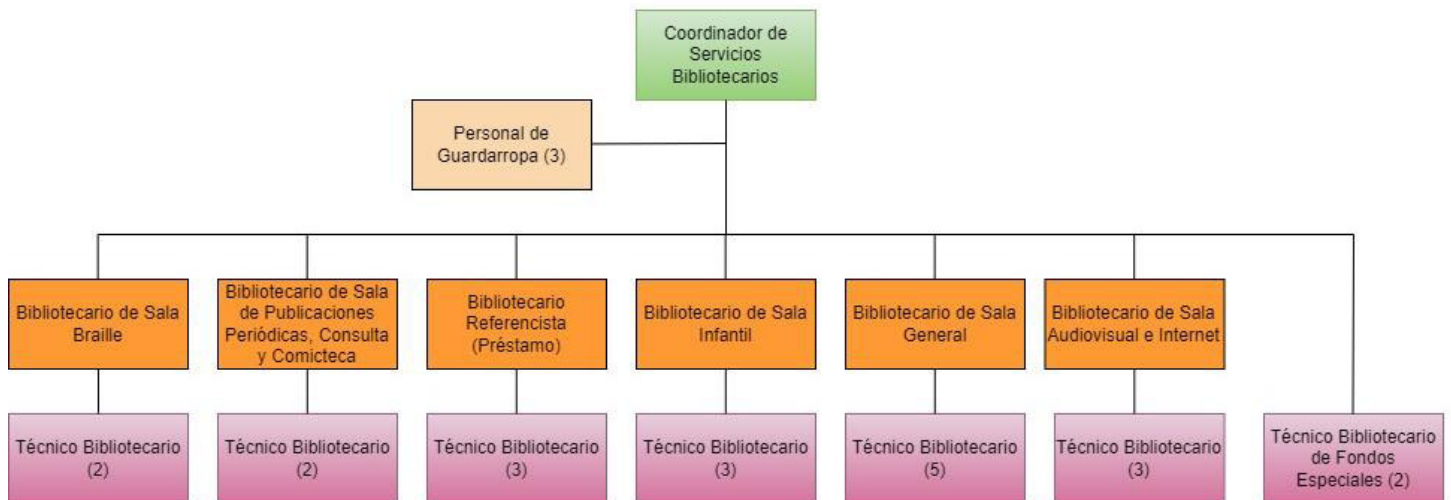 Coordinador de
Servicios
Bibliotecarios
Personal de
Guardarropa (3)
Bibliotecario de Sala
Braille
Bibliotecario de Sala
de Publicaciones
Periódicas, Consulta
y Comicteca
Bibliotecario
Referencista
(Préstamo)
Bibliotecario de Sala
Infantil
Bibliotecario de Sala
General
Bibliotecario de Sala
Audiovisual e Internet
Técnico Bibliotecario
(2)
Técnico Bibliotecario
(2)
Técnico Bibliotecario
(3)
Técnico Bibliotecario
(3)
Técnico Bibliotecario
(5)
Técnico Bibliotecario
(3)
Técnico Bibliotecario
de Fondos
Especiales (2)